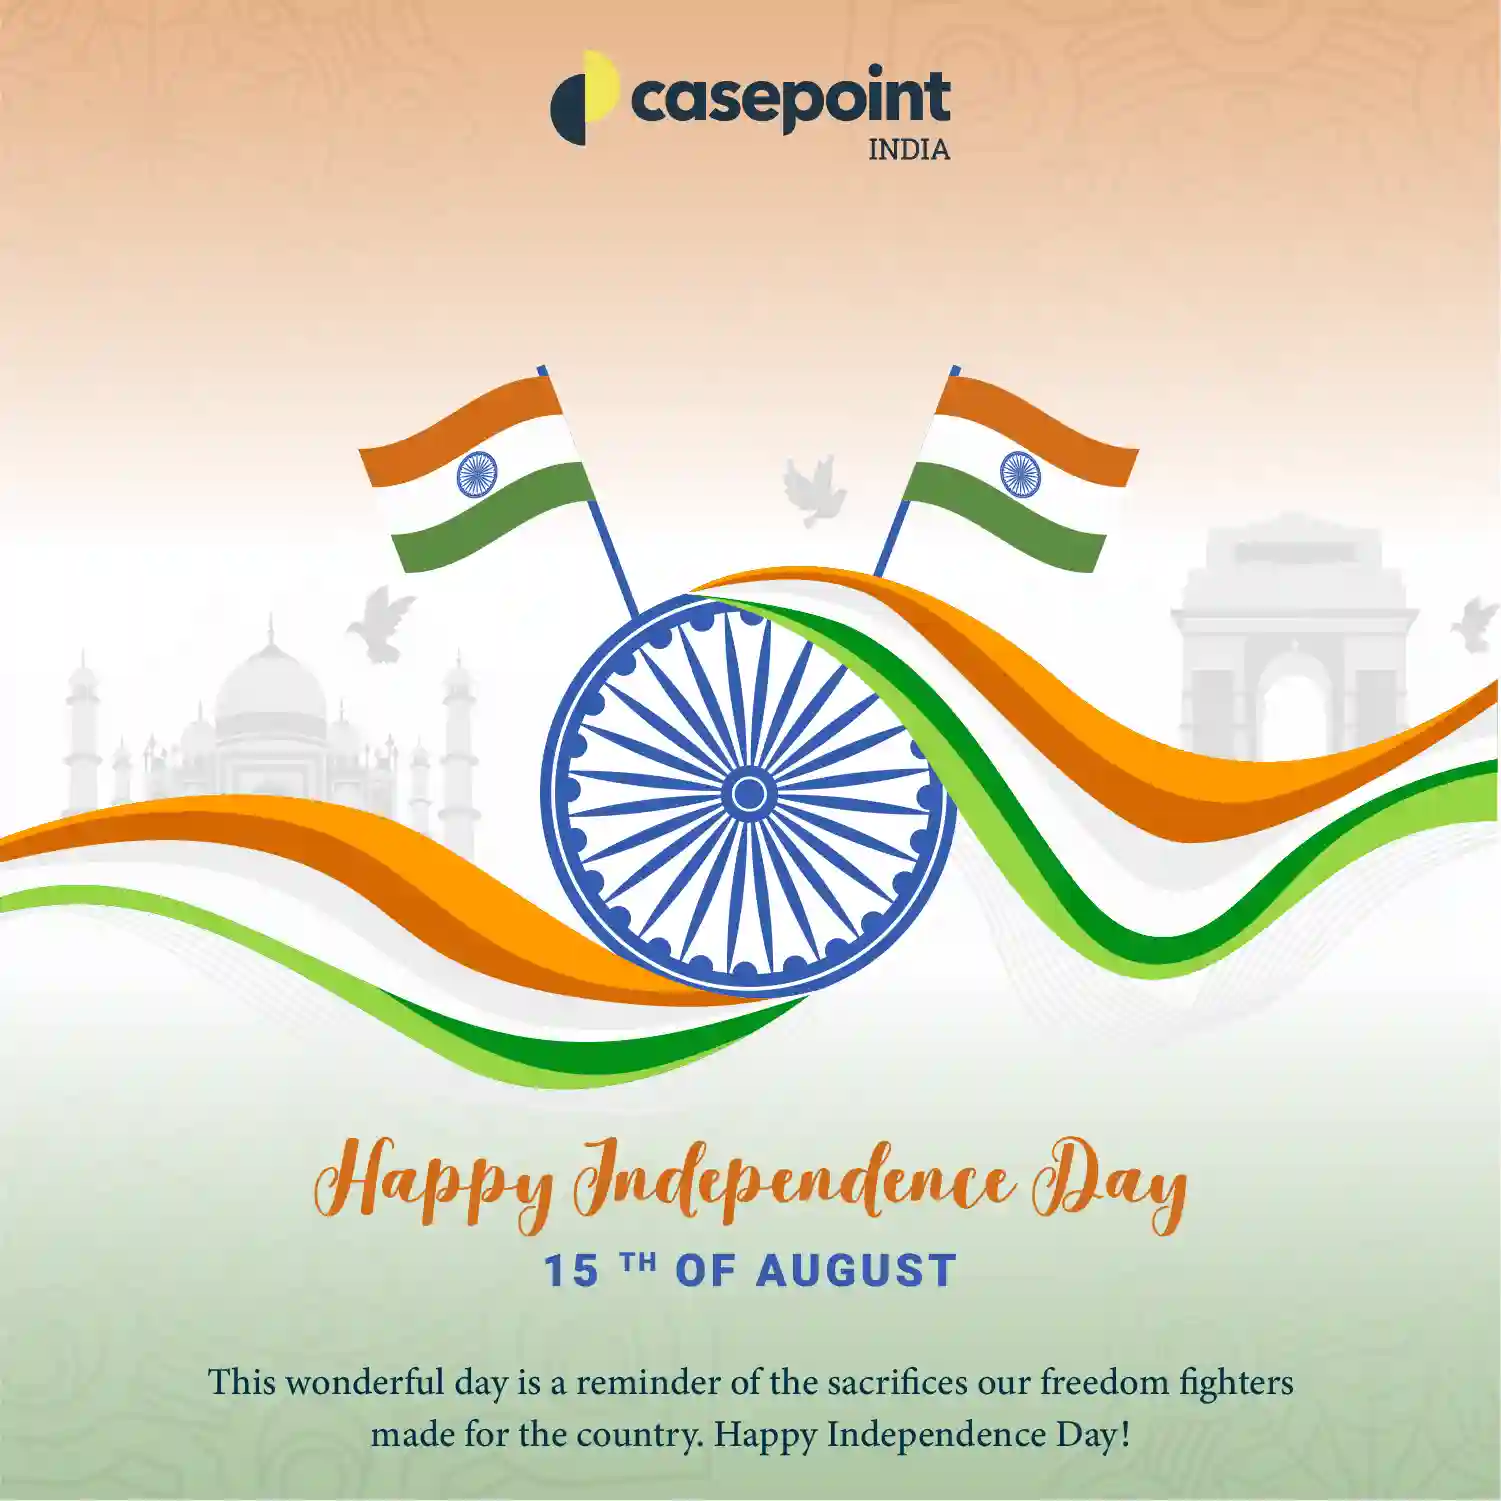 casepoint
INDIA
Happy Independence Day
15 TH OF AUGUST
This wonderful day is a reminder of the sacrifices our freedom fighters
made for the country. Happy Independence Day!